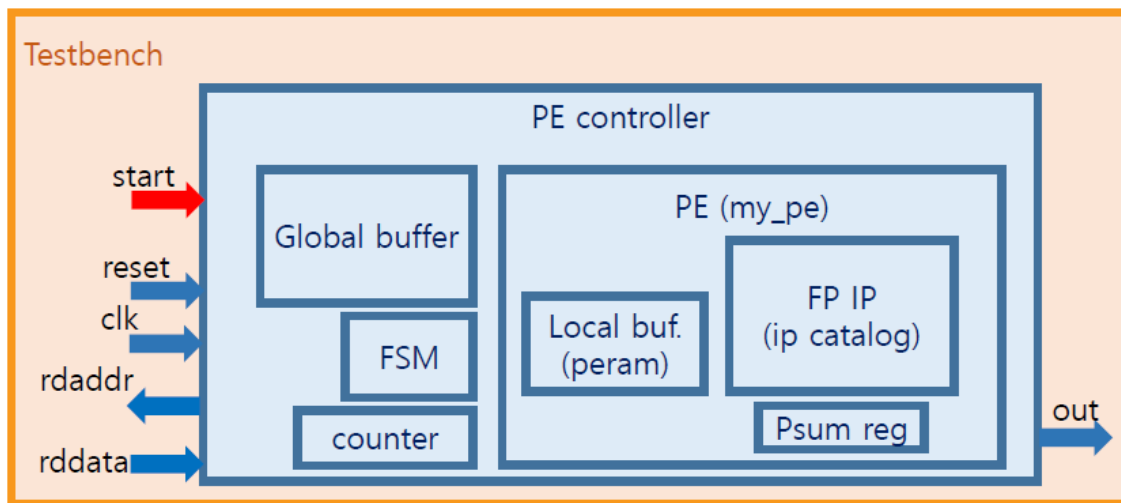 Testbench
PE controller
start
reset
clk
rdaddr
rddata
Global buffer
FSM
counter
PE (my_pe)
Local buf.
(peram)
FP IP
(ip catalog)
Psum reg
out